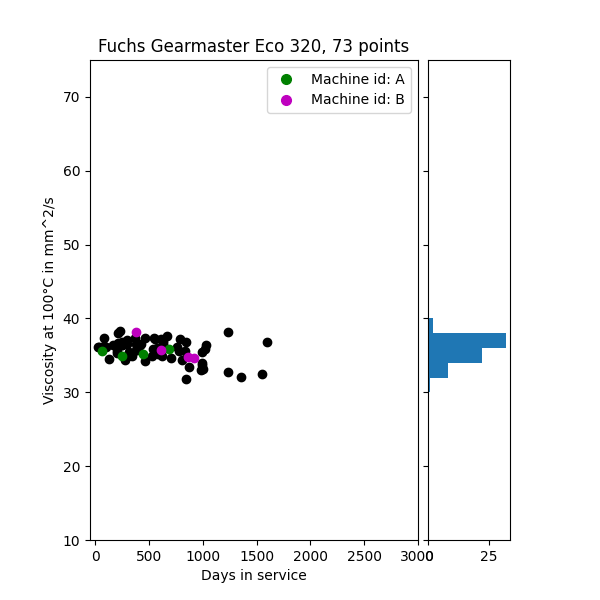 Fuchs Gearmaster Eco 320, 73 points
Machine id: A
Machine id: B
Viscosity at 100°C in mm^2/s
70
60
50
40
30
20
10
0 500 1000 1500 2000 2500 3000
0 25
Days in service